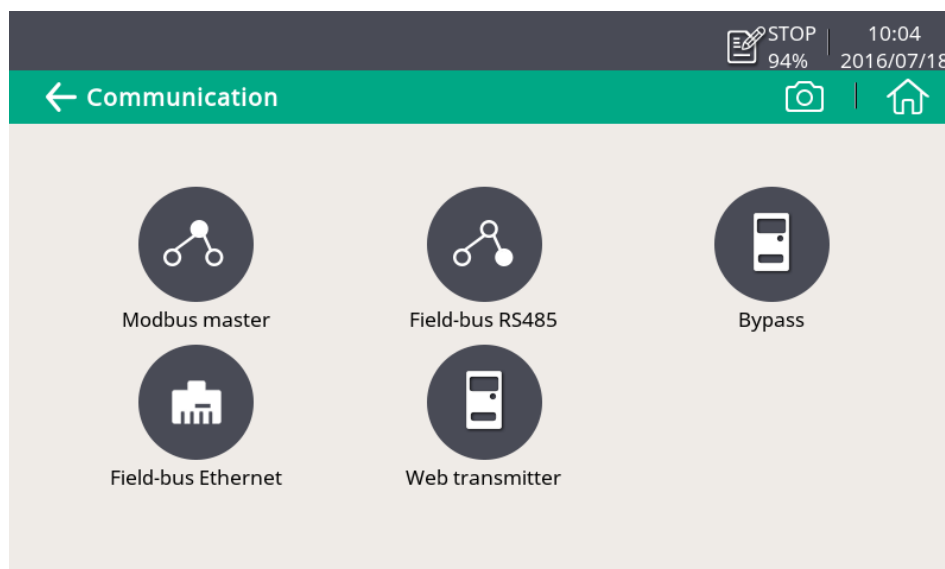 STOP 10:04
94% 2016/07/18
Communication
Modbus master Field-bus RS485 Bypass
Field-bus Ethernet Web transmitter